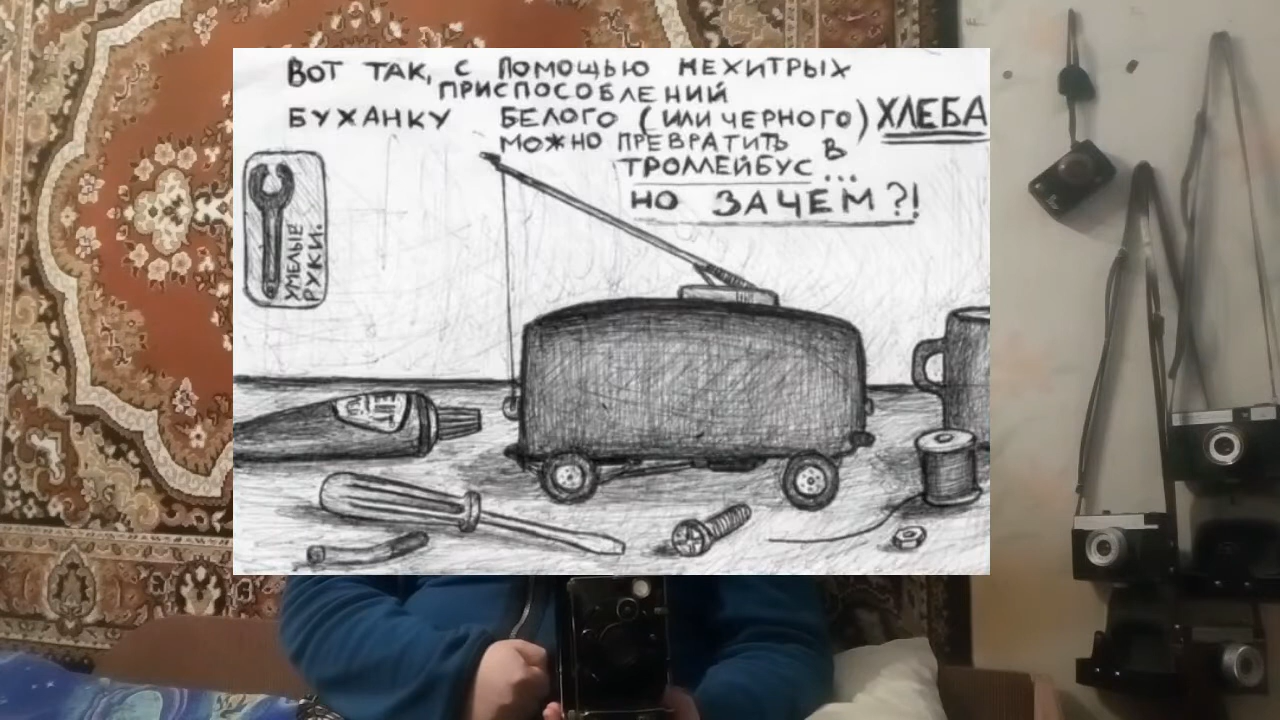 ВОТ ТАК, С ПОМОЩЬЮ НЕХИТРЫХ
ПРИСПОСОБЛЕНИЙ
БУХАНКУ БЕЛОГО (ИЛИ ЧЕРНОГО) ХЛЕБА
МОЖНО ПРЕВРАТИТЬ В
ТРОЛЛЕЙБУС...
НО ЗАЧЕМ?!
УМЕЛЫЕ
РУКИ.